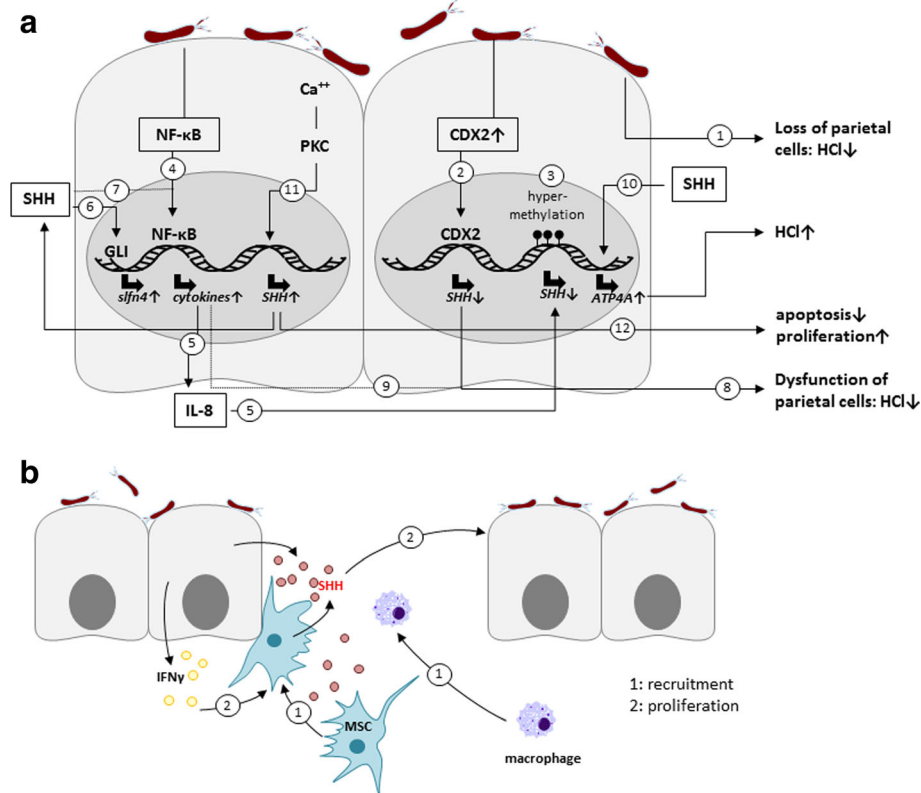 a
Ca⁺⁺
NF-κB
PKC
CDX2↑
1
Loss of parietal
cells: HCl↓
4
2
3
hyper-
methylation
10
SHH
SHH
7
6
11
GLI
NF-κB
CDX2
HCl↑
slfn4↑
cytokines↑
SHH↑
SHH↓
SHH↓
ATP4A↑
12
apoptosis↓
proliferation↑
5
9
8
Dysfunction of
parietal cells: HCl↓
IL-8
5
b
2
SHH
IFNγ
2
1
MSC
1
macrophage
1: recruitment
2: proliferation